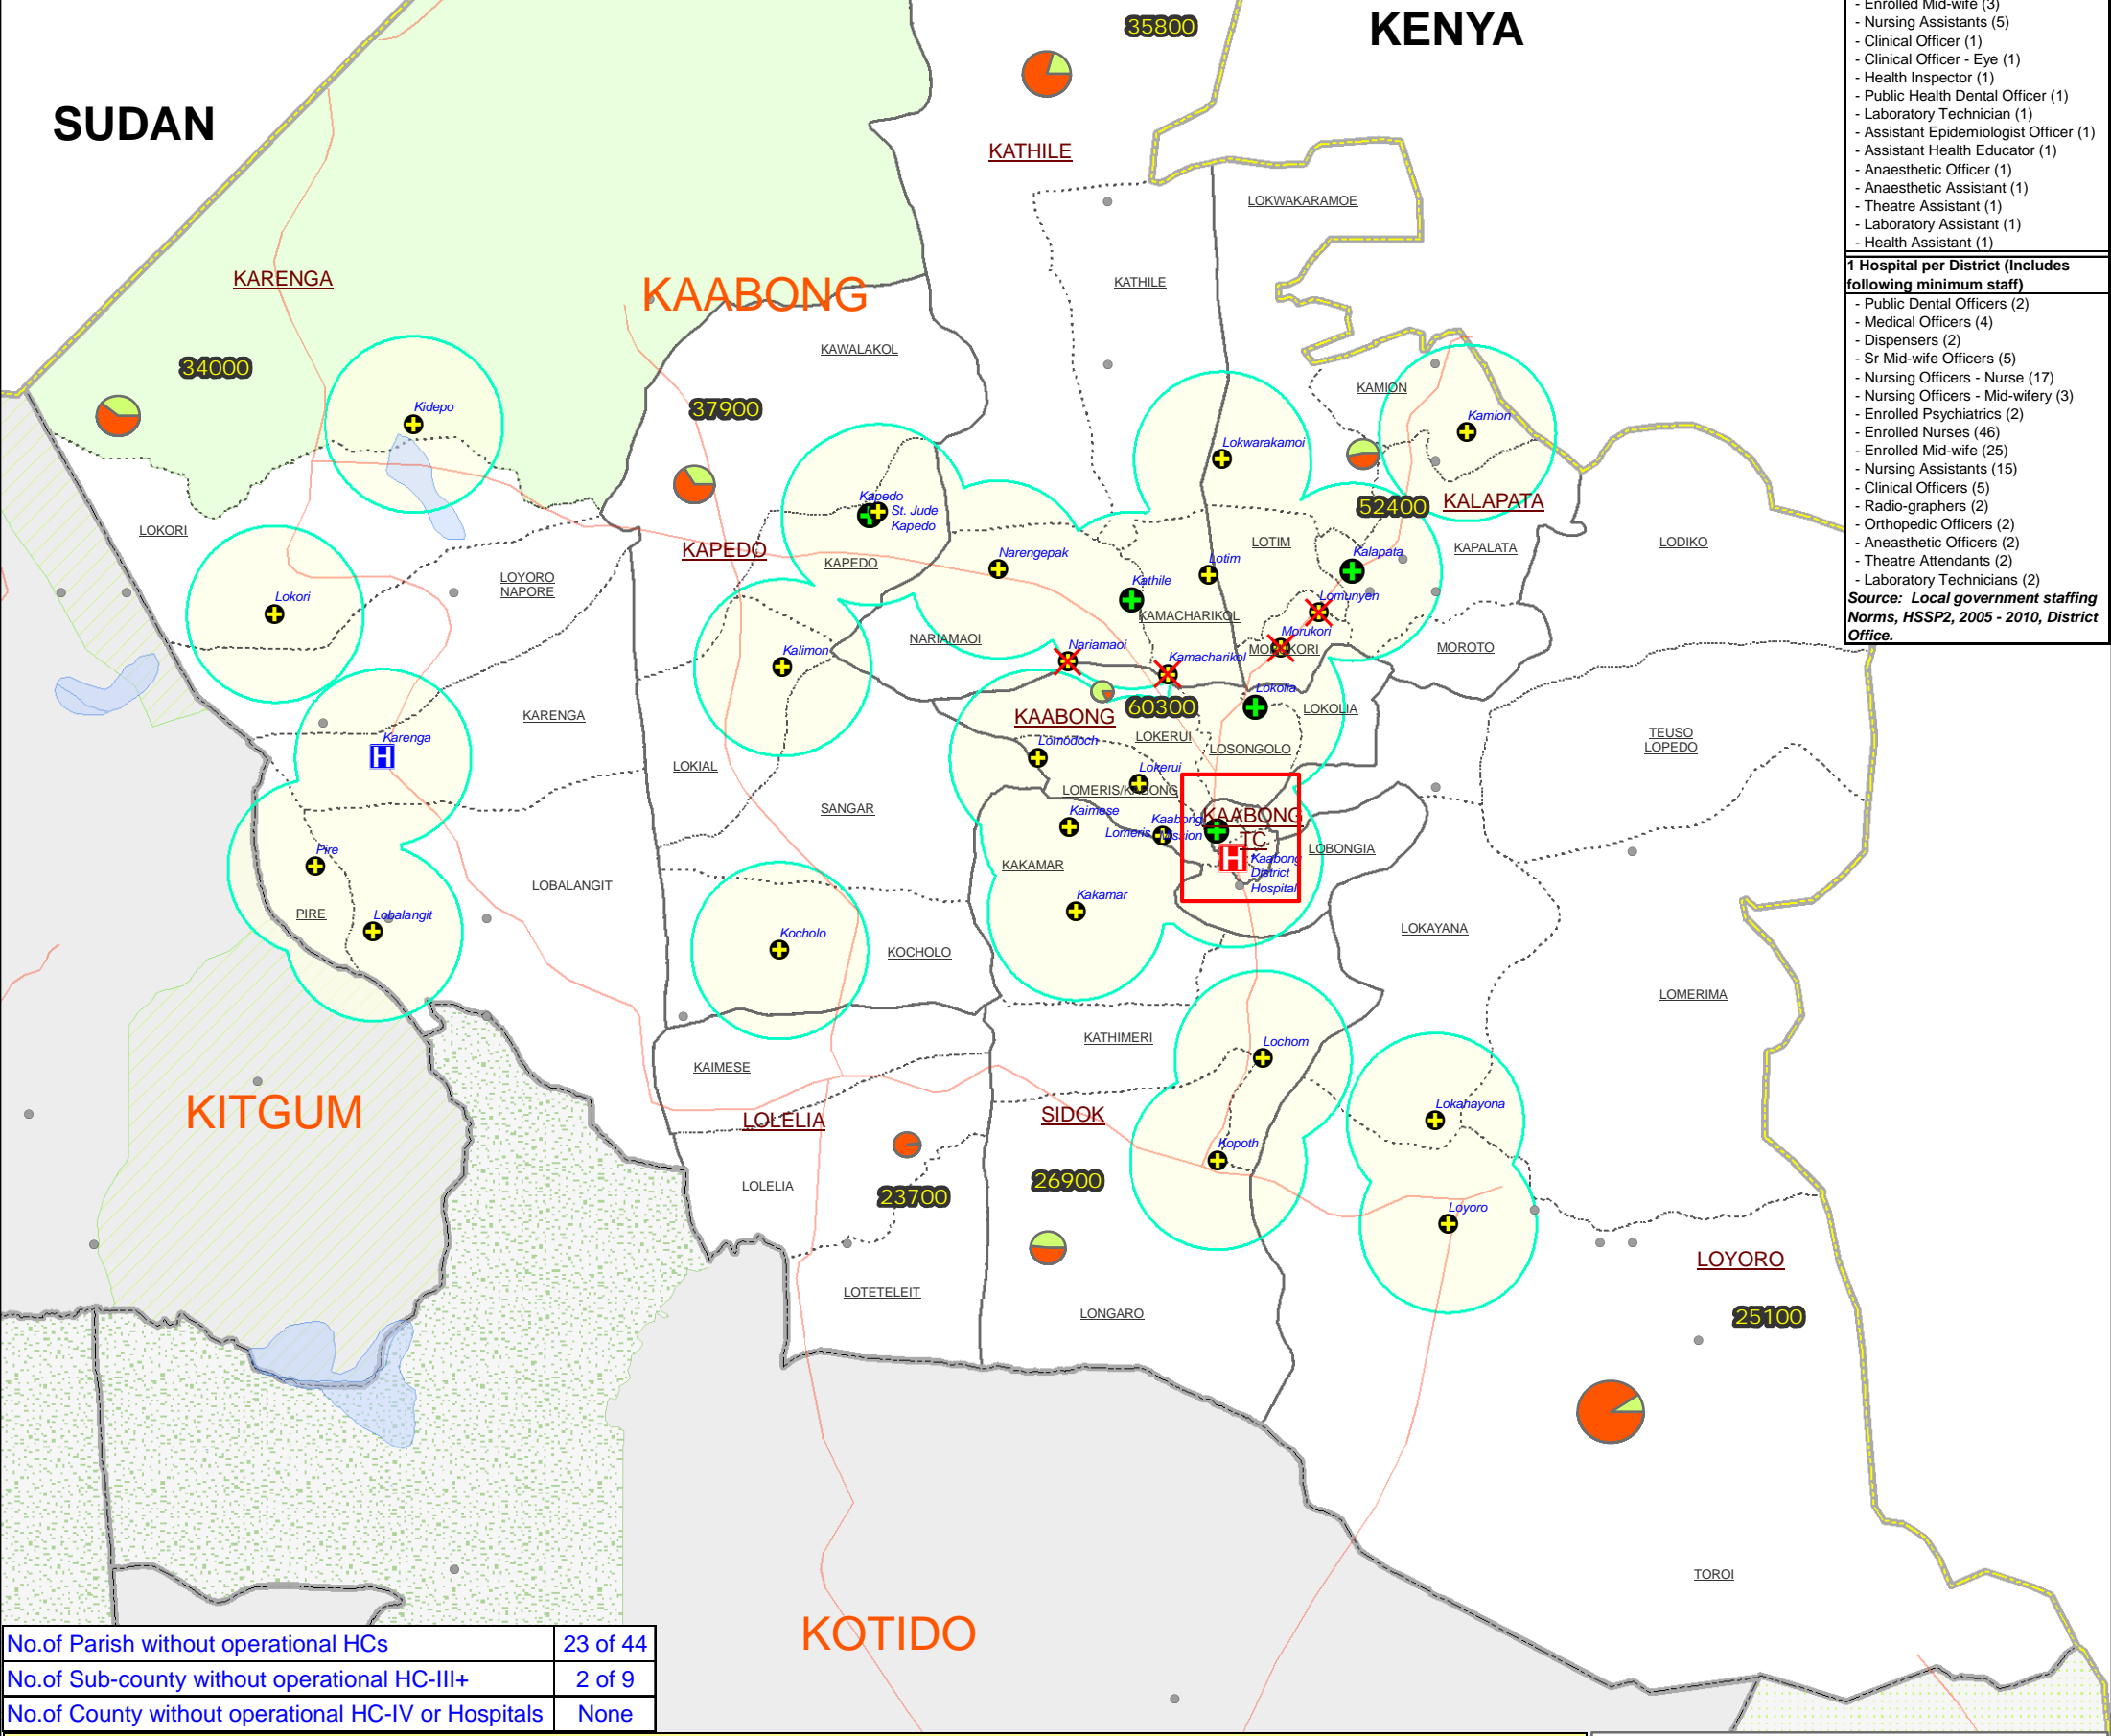 KENYA
SUDAN
35800
KATHILE
LOKWAKARAMOE
KATHILE
KARENGA
KAABONG
KAWALAKOL
34000
37900
KAMION
Kidepo
Kamion
Lokwarakamoi
KALAPATA
52400
Kapedo
St. Jude
Kapedo
LOKORI
KAPEDO
KAPEDO
Narengepak
LOTIM
Lotim
Kalapata
KAPALATA
LODIKO
LOYORO
NAPORE
Lokori
Kathile
KAMACHARIKOL
Lomunyen
NARIAMAOI
Nariamaoi
Morukori
MORUKORI
MOROTO
Kalimon
Kamacharikol
Lokolia
LOKOLIA
60300
KAABONG
KARENGA
Karenga
LOKERUI
LOSONGOLO
TEUSO
LOPEDO
Lomodoch
LOKIAL
Lokerui
LOMERIS/KABONG
SANGAR
Kaimese
Kaabong
Mission
Lomeris
KAABONG
TC
LOBONGIA
Kaabong
District
Hospital
KAKAMAR
Pire
LOBALANGIT
PIRE
Lobalangit
Kakamar
Kocholo
KOCHOLO
LOKAYANA
LOMERIMA
KATHIMERI
Lochom
KAIMESE
KITGUM
LOLELIA
SIDOK
Lokanayona
Kopoth
LOLELIA
23700
26900
Loyoro
LOYORO
LOTETELEIT
LONGARO
25100
TOROI
KOTIDO
- Enrolled Mid-wife (3)
- Nursing Assistants (5)
- Clinical Officer (1)
- Clinical Officer - Eye (1)
- Health Inspector (1)
- Public Health Dental Officer (1)
- Laboratory Technician (1)
- Assistant Epidemiologist Officer (1)
- Assistant Health Educator (1)
- Anaesthetic Officer (1)
- Anaesthetic Assistant (1)
- Theatre Assistant (1)
- Laboratory Assistant (1)
- Health Assistant (1)
1 Hospital per District (Includes
following minimum staff)
- Public Dental Officers (2)
- Medical Officers (4)
- Dispensers (2)
- Sr Mid-wife Officers (5)
- Nursing Officers - Nurse (17)
- Nursing Officers - Mid-wifery (3)
- Enrolled Psychiatrics (2)
- Enrolled Nurses (46)
- Enrolled Mid-wife (25)
- Nursing Assistants (15)
- Clinical Officers (5)
- Radio-graphers (2)
- Orthopedic Officers (2)
- Aneasthetic Officers (2)
- Theatre Attendants (2)
- Laboratory Technicians (2)
Source: Local government staffing
Norms, HSSP2, 2005 - 2010, District
Office.
No.of Parish without operational HCs 23 of 44
No.of Sub-county without operational HC-III+ 2 of 9
No.of County without operational HC-IV or Hospitals None